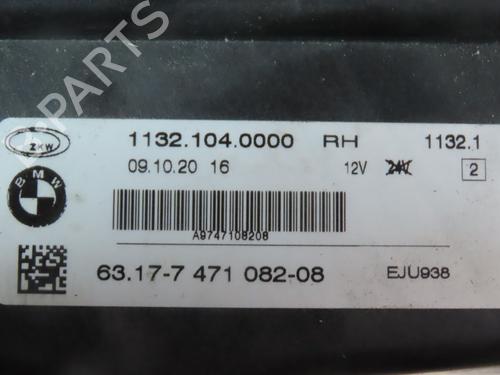 B PARTS
ZKW
1132.104.0000 RH 1132.1
09.10.20 16 12V 24V 2
BMW
A9747108208
63.17-7 471 082-08 EJU938